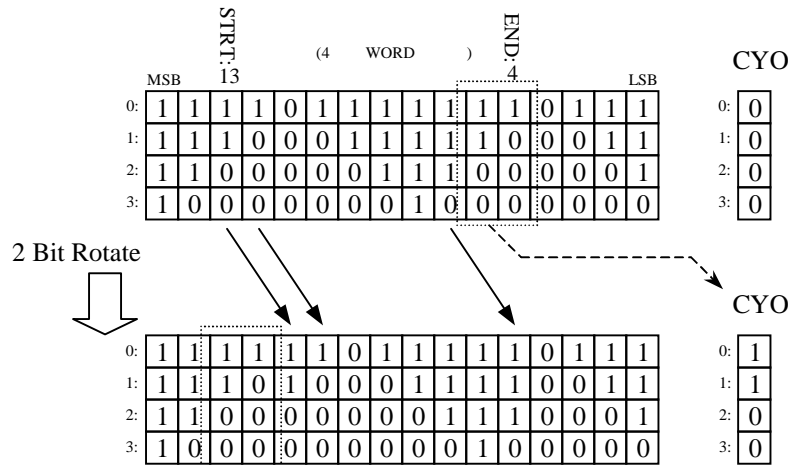 STRT:
13
(4 WORD )
END:
4
CYO
MSB
LSB
0: 1 1 1 1 0 1 1 1 1 1 1 1 0 1 1 1 0: 0
1: 1 1 1 0 0 0 1 1 1 1 1 0 0 0 1 1 1: 0
2: 1 1 0 0 0 0 0 1 1 1 0 0 0 0 0 1 2: 0
3: 1 0 0 0 0 0 0 0 1 0 0 0 0 0 0 0 3: 0
2 Bit Rotate
CYO
0: 1 1 1 1 1 1 0 1 1 1 1 1 0 1 1 1 0: 1
1: 1 1 1 0 1 0 0 0 1 1 1 1 0 0 1 1 1: 1
2: 1 1 0 0 0 0 0 0 0 1 1 1 0 0 0 1 2: 0
3: 1 0 0 0 0 0 0 0 0 0 1 0 0 0 0 0 3: 0